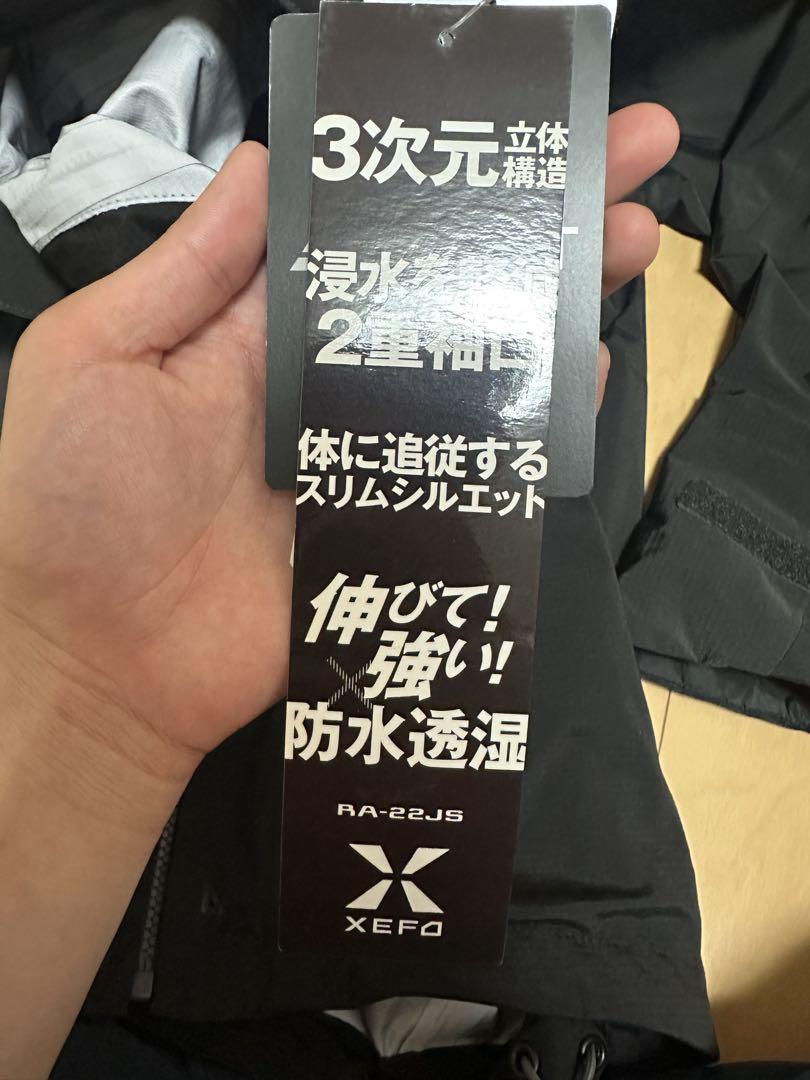 3次元 立体
構造
浸水を
2重袖口
体に追従する
スリムシルエット
伸びて!
強い!
防水透湿
RA-22JS
XEFO